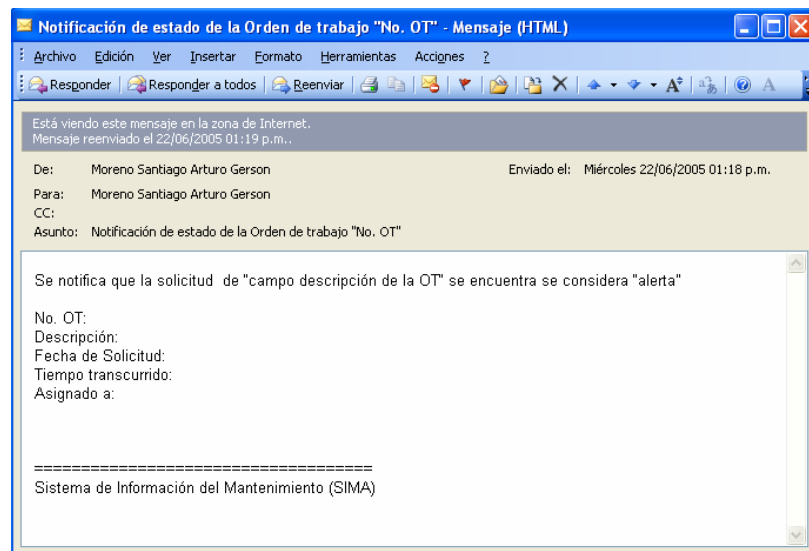 Notificación de estado de la Orden de trabajo "No. OT" - Mensaje (HTML)
Archivo Edición Ver Insertar Formato Herramientas Acciones ?
Responder Responder a todos Reenviar
Está viendo este mensaje en la zona de Internet.
Mensaje reenviado el 22/06/2005 01:19 p.m..
De: Moreno Santiago Arturo Gerson Enviado el: Miércoles 22/06/2005 01:18 p.m.
Para: Moreno Santiago Arturo Gerson
CC:
Asunto: Notificación de estado de la Orden de trabajo "No. OT"
Se notifica que la solicitud de "campo descripción de la OT" se encuentra se considera "alerta"
No. OT:
Descripción:
Fecha de Solicitud:
Tiempo transcurrido:
Asignado a:
=====================================
Sistema de Información del Mantenimiento (SIMA)